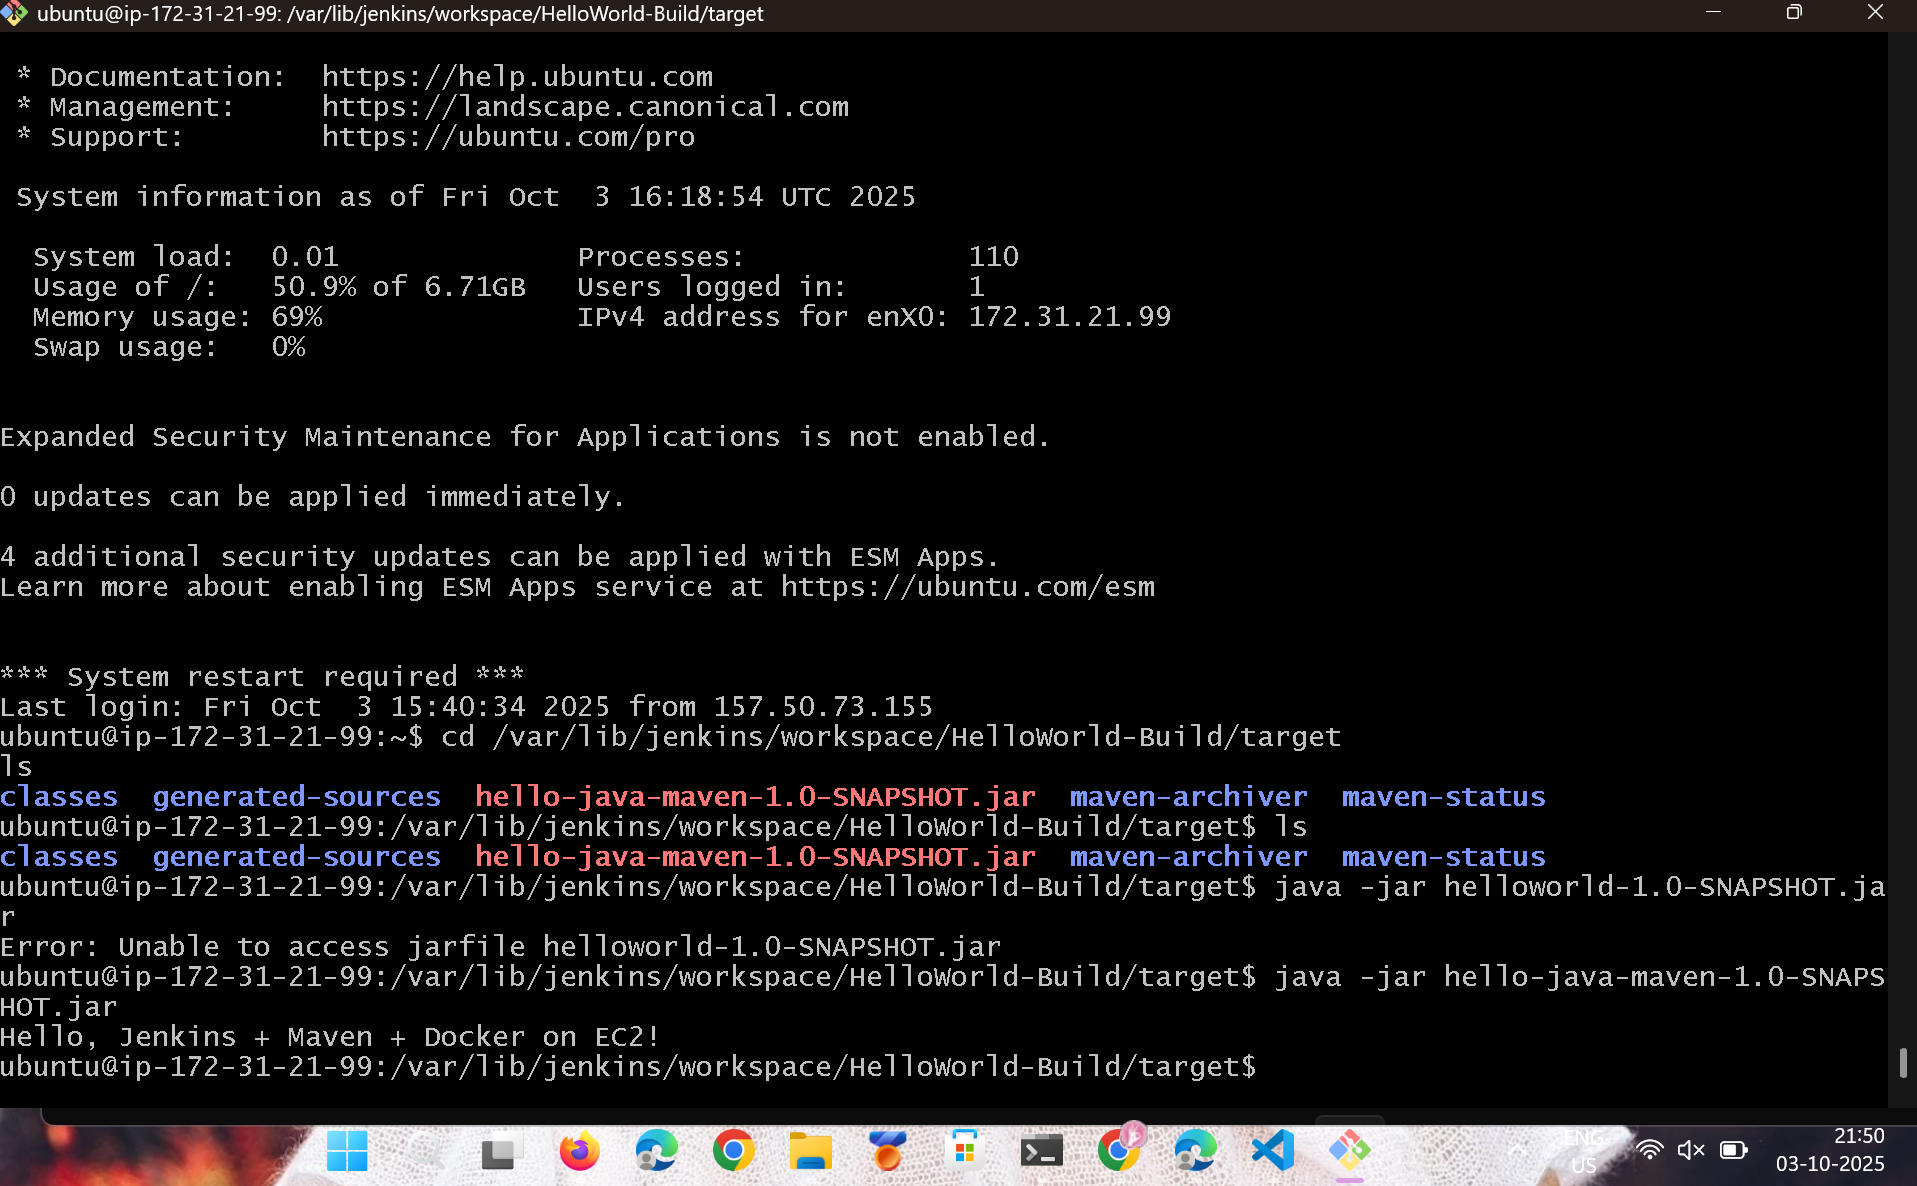 ubuntu@ip-172-31-21-99: /var/lib/jenkins/workspace/HelloWorld-Build/target
* Documentation:  https://help.ubuntu.com
* Management:     https://landscape.canonical.com
* Support:        https://ubuntu.com/pro
System information as of Fri Oct  3 16:18:54 UTC 2025
System load:  0.01              Processes:             110
Usage of /:   50.9% of 6.71GB   Users logged in:       1
Memory usage: 69%               IPv4 address for enX0: 172.31.21.99
Swap usage:   0%
Expanded Security Maintenance for Applications is not enabled.
0 updates can be applied immediately.
4 additional security updates can be applied with ESM Apps.
Learn more about enabling ESM Apps service at https://ubuntu.com/esm
*** System restart required ***
Last login: Fri Oct  3 15:40:34 2025 from 157.50.73.155
ubuntu@ip-172-31-21-99:~$ cd /var/lib/jenkins/workspace/HelloWorld-Build/target
ls
classes  generated-sources  hello-java-maven-1.0-SNAPSHOT.jar  maven-archiver  maven-status
ubuntu@ip-172-31-21-99:/var/lib/jenkins/workspace/HelloWorld-Build/target$ ls
classes  generated-sources  hello-java-maven-1.0-SNAPSHOT.jar  maven-archiver  maven-status
ubuntu@ip-172-31-21-99:/var/lib/jenkins/workspace/HelloWorld-Build/target$ java -jar helloworld-1.0-SNAPSHOT.ja
r
Error: Unable to access jarfile helloworld-1.0-SNAPSHOT.jar
ubuntu@ip-172-31-21-99:/var/lib/jenkins/workspace/HelloWorld-Build/target$ java -jar hello-java-maven-1.0-SNAPS
HOT.jar
Hello, Jenkins + Maven + Docker on EC2!
ubuntu@ip-172-31-21-99:/var/lib/jenkins/workspace/HelloWorld-Build/target$
ENG
US
21:50
03-10-2025